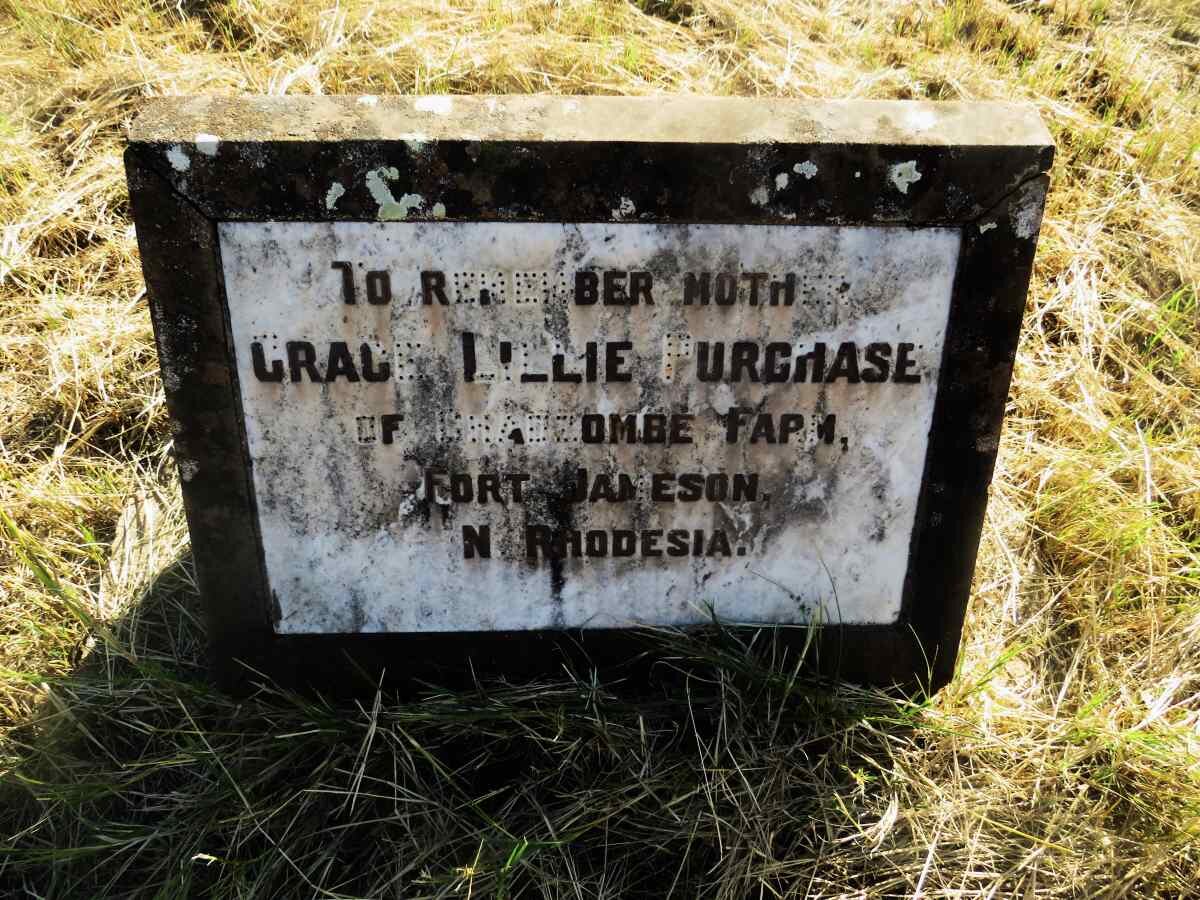 TO REMEMBER MOTHER
GRACE LILLIE PURCHASE
OF FARM,
FORT JAMESON,
N. RHODESIA.